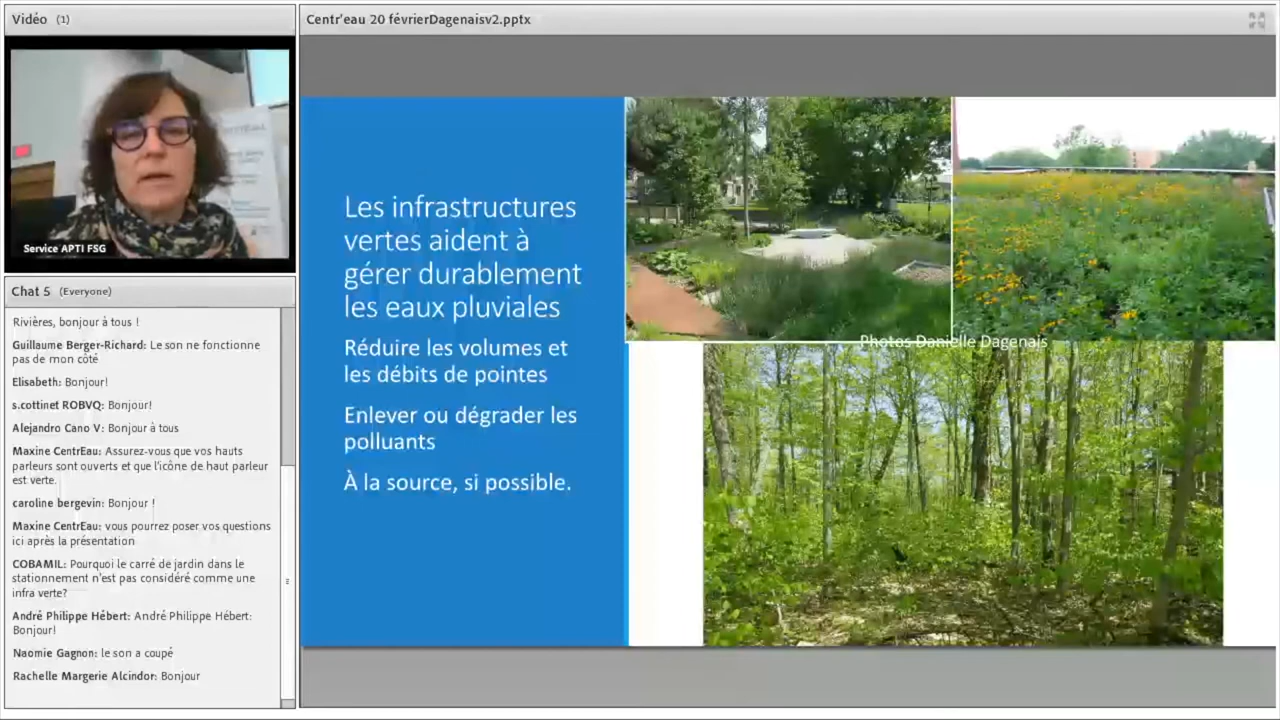 Vidéo (1)
Service APTI FSG
Chat 5 (Everyone)
Rivières, bonjour à tous !
Guillaume Berger-Richard: Le son ne fonctionne
pas de mon côté
Elisabeth: Bonjour!
s.cottinet ROBVQ: Bonjour!
Alejandro Cano V: Bonjour à tous
Maxine CentrEau: Assurez-vous que vos hauts
parleurs sont ouverts et que l'icône de haut parleur
est verte.
caroline bergevin: Bonjour !
Maxine CentrEau: vous pourrez poser vos questions
ici après la présentation
COBAMIL: Pourquoi le carré de jardin dans le
stationnement n'est pas considéré comme une
infra verte?
André Philippe Hébert: André Philippe Hébert:
Bonjour!
Naomie Gagnon: le son a coupé
Rachelle Margerie Alcindor: Bonjour
Centr'eau 20 févrierDagenaisv2.pptx
Les infrastructures
vertes aident à
gérer durablement
les eaux pluviales
Réduire les volumes et
les débits de pointes
Enlever ou dégrader les
polluants
À la source, si possible.
Photos Danielle Dagenais